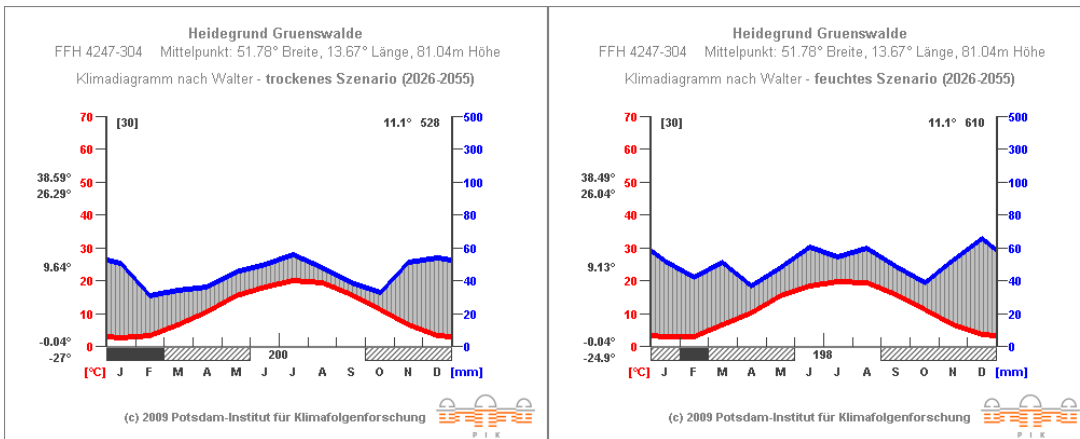 Heidegrund Gruenswalde
FFH 4247-304 Mittelpunkt: 51.78° Breite, 13.67° Länge, 81.04m Höhe
Klimadiagramm nach Walter - trockenes Szenario (2026-2055)
70 [30] 11.1° 528 500
60 300
38.59°
26.29°
50 100
40 80
30 60
9.64°
20 40
10 20
-0.04°
-27°
0 0
200
[°C] J F M A M J J A S O N D [mm]
(c) 2009 Potsdam-Institut für Klimafolgenforschung
P I K
Heidegrund Gruenswalde
FFH 4247-304 Mittelpunkt: 51.78° Breite, 13.67° Länge, 81.04m Höhe
Klimadiagramm nach Walter - feuchtes Szenario (2026-2055)
70 [30] 11.1° 610 500
60 300
38.49°
26.04°
50 100
40 80
30 60
9.13°
20 40
10 20
-0.04°
-24.9°
0 0
198
[°C] J F M A M J J A S O N D [mm]
(c) 2009 Potsdam-Institut für Klimafolgenforschung
P I K